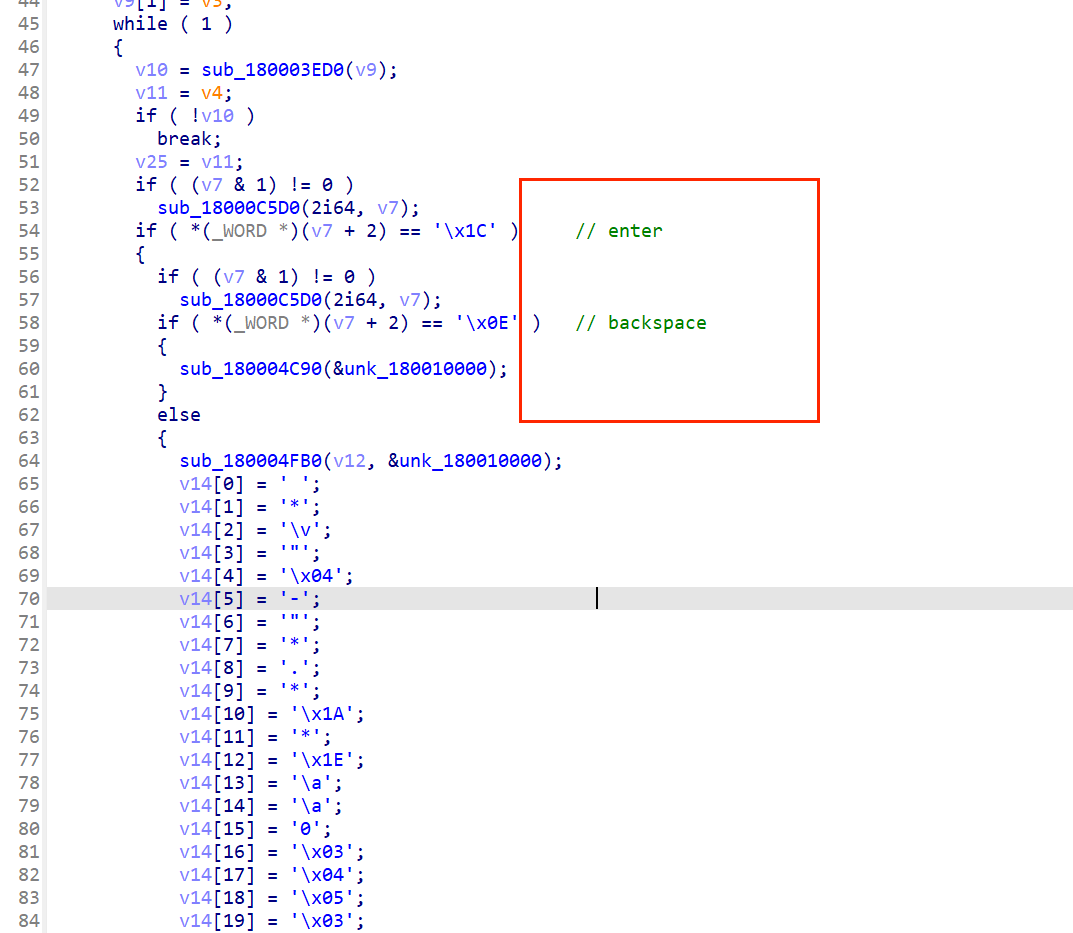 44 v9[1] = v3;
45 while ( 1 )
46 {
47 v10 = sub_180003ED0(v9);
48 v11 = v4;
49 if ( !v10 )
50 break;
51 v25 = v11;
52 if ( (v7 & 1) != 0 )
53 sub_18000C5D0(2i64, v7);
54 if ( *(_WORD *)(v7 + 2) == '\x1C' ) // enter
55 {
56 if ( (v7 & 1) != 0 )
57 sub_18000C5D0(2i64, v7);
58 if ( *(_WORD *)(v7 + 2) == '\x0E' ) // backspace
59 {
60 sub_180004C90(&unk_180010000);
61 }
62 else
63 {
64 sub_180004FB0(v12, &unk_180010000);
65 v14[0] = ' ';
66 v14[1] = '*';
67 v14[2] = '\v';
68 v14[3] = '"';
69 v14[4] = '\x04';
70 v14[5] = '-';
71 v14[6] = '"';
72 v14[7] = '*';
73 v14[8] = '.';
74 v14[9] = '*';
75 v14[10] = '\x1A';
76 v14[11] = '*';
77 v14[12] = '\x1E';
78 v14[13] = '\a';
79 v14[14] = '\a';
80 v14[15] = '0';
81 v14[16] = '\x03';
82 v14[17] = '\x04';
83 v14[18] = '\x05';
84 v14[19] = '\x03';